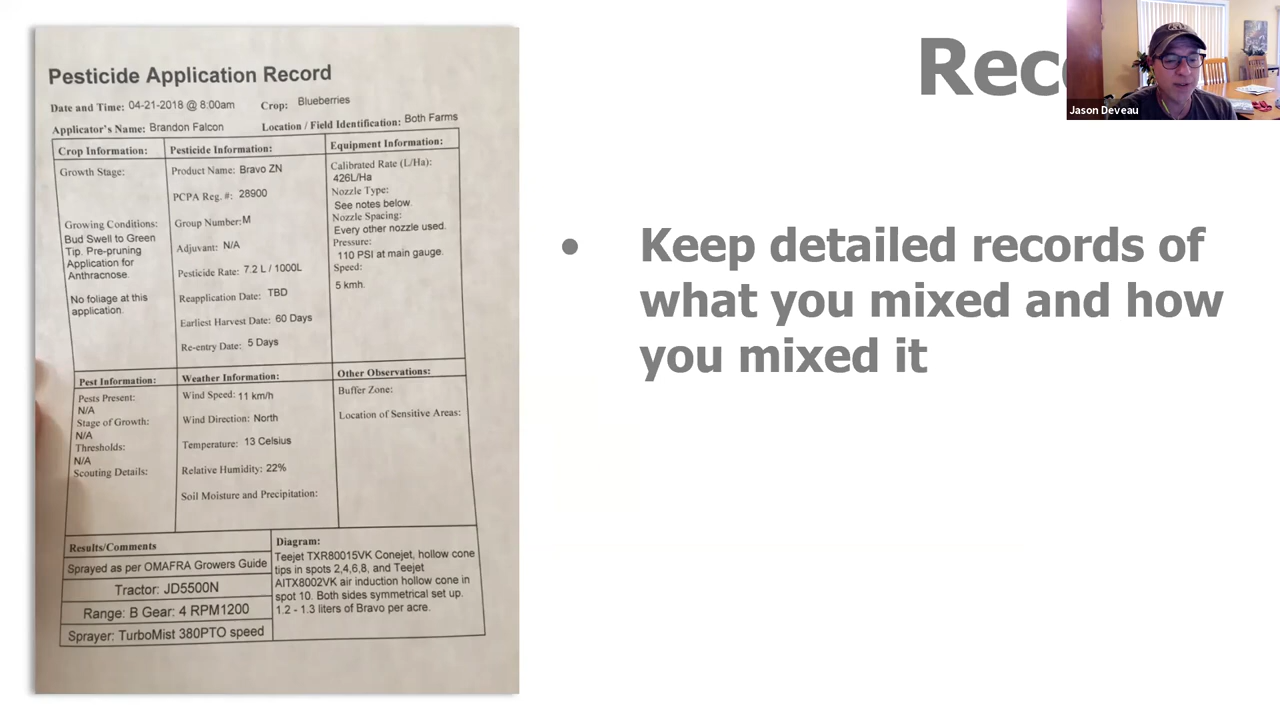 Pesticide Application Record
Date and Time: 04-21-2018 @ 8:00am Crop: Blueberries
Applicator's Name: Brandon Falcon Location / Field Identification: Both Farms
Crop Information:
Growth Stage:
Growing Conditions:
Bud Swell to Green
Tip. Pre-pruning
Application for
Anthracnose.
No foliage at this
application.
Pesticide Information:
Product Name: Bravo ZN
PCPA Reg. #: 28900
Group Number: M
Adjuvant: N/A
Pesticide Rate: 7.2 L / 1000L
Reapplication Date: TBD
Earliest Harvest Date: 60 Days
Re-entry Date: 5 Days
Equipment Information:
Calibrated Rate (L/Ha):
426L/Ha
Nozzle Type:
See notes below.
Nozzle Spacing:
Every other nozzle used.
Pressure:
110 PSI at main gauge.
Speed:
5 kmh.
Pest Information:
Pests Present:
N/A
Stage of Growth:
N/A
Thresholds:
N/A
Scouting Details:
Weather Information:
Wind Speed: 11 km/h
Wind Direction: North
Temperature: 13 Celsius
Relative Humidity: 22%
Soil Moisture and Precipitation:
Other Observations:
Buffer Zone:
Location of Sensitive Areas:
Results/Comments
Sprayed as per OMAFRA Growers Guide
Tractor: JD5500N
Range: B Gear: 4 RPM1200
Sprayer: TurboMist 380PTO speed
Diagram:
Teejet TXR80015VK Conejet, hollow cone
tips in spots 2,4,6,8, and Teejet
AITX8002VK air induction hollow cone in
spot 10. Both sides symmetrical set up.
1.2 - 1.3 liters of Bravo per acre.
Rec
Jason Deveau
• Keep detailed records of
what you mixed and how
you mixed it